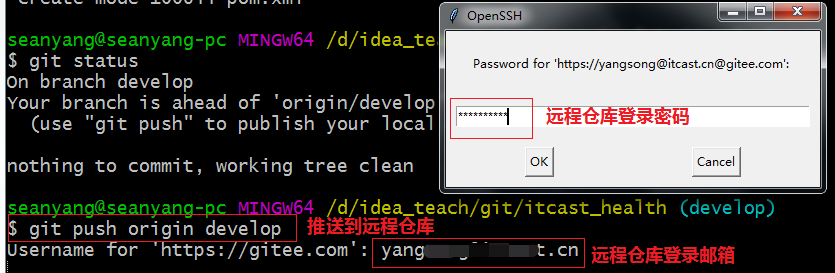 create mode 100644 pom.xml
seanyang@seanyang-pc MINGW64 /d/idea_teach
$ git status
On branch develop
Your branch is ahead of 'origin/develop
(use "git push" to publish your local
nothing to commit, working tree clean
seanyang@seanyang-pc MINGW64 /d/idea_teach/git/itcast_health (develop)
$ git push origin develop 推送到远程仓库
Username for 'https://gitee.com': yang t.cn 远程仓库登录邮箱
OpenSSH
Password for 'https://yangsong@itcast.cn@gitee.com':
********** 远程仓库登录密码
OK Cancel